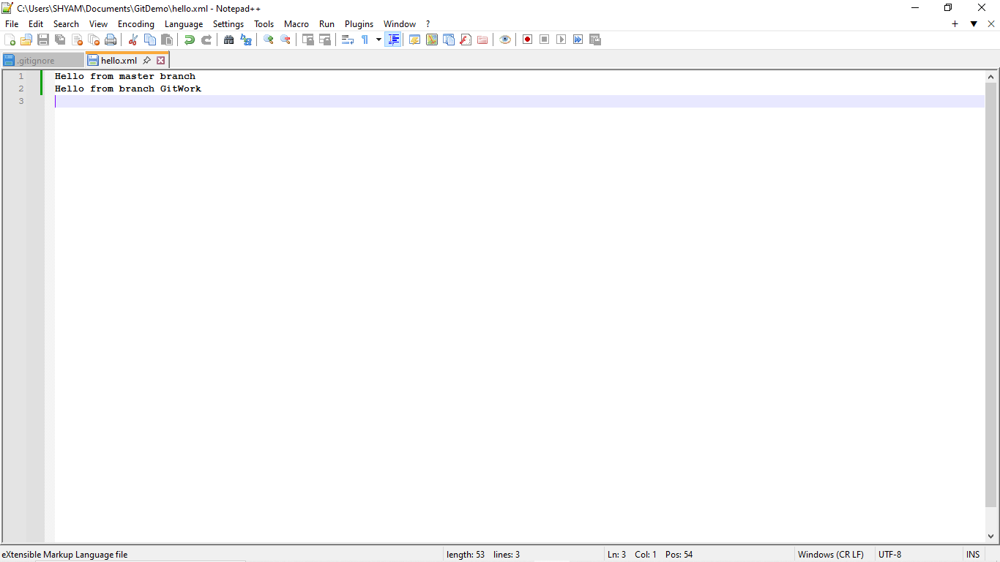 C:\Users\SHYAM\Documents\GitDemo\hello.xml - Notepad++
File Edit Search View Encoding Language Settings Tools Macro Run Plugins Window ?
+ ▼ ✕
.gitignore hello.xml
1 Hello from master branch
2 Hello from branch GitWork
3
eXtensible Markup Language file length: 53 lines: 3 Ln: 3 Col: 1 Pos: 54 Windows (CR LF) UTF-8 INS